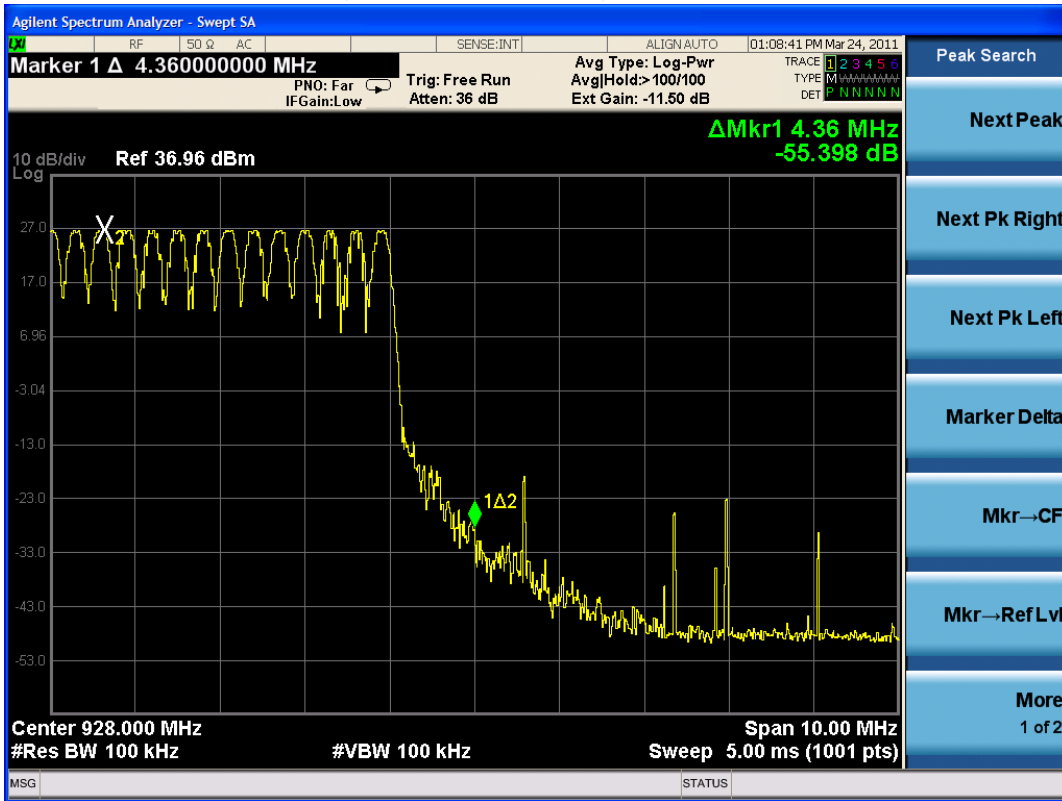 Agilent Spectrum Analyzer - Swept SA
LXI RF 50 Ω AC SENSE:INT ALIGN AUTO 01:08:41 PM Mar 24, 2011
Marker 1 Δ 4.360000000 MHz
PNO: Far
IFGain:Low
Trig: Free Run
Atten: 36 dB
Avg Type: Log-Pwr
Avg|Hold:>100/100
Ext Gain: -11.50 dB
TRACE 1 2 3 4 5 6
TYPE M
DET P N N N N N
ΔMkr1 4.36 MHz
-55.398 dB
10 dB/div Ref 36.96 dBm
Log
27.0
17.0
6.96
-3.04
-13.0
-23.0
-33.0
-43.0
-53.0
X2
1Δ2
Center 928.000 MHz Span 10.00 MHz
#Res BW 100 kHz #VBW 100 kHz Sweep 5.00 ms (1001 pts)
MSG STATUS
Peak Search
Next Peak
Next Pk Right
Next Pk Left
Marker Delta
Mkr→CF
Mkr→Ref Lvl
More
1 of 2